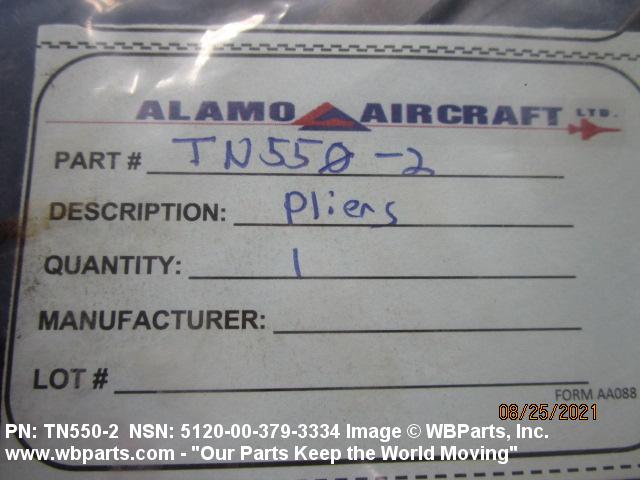 ALAMO AIRCRAFT LTD.
PART # TN550-2
DESCRIPTION: Pliers
QUANTITY: 1
MANUFACTURER:
LOT #
FORM AA088
08/25/2021
PN: TN550-2 NSN: 5120-00-379-3334 Image © WBParts, Inc.
www.wbparts.com - "Our Parts Keep the World Moving"